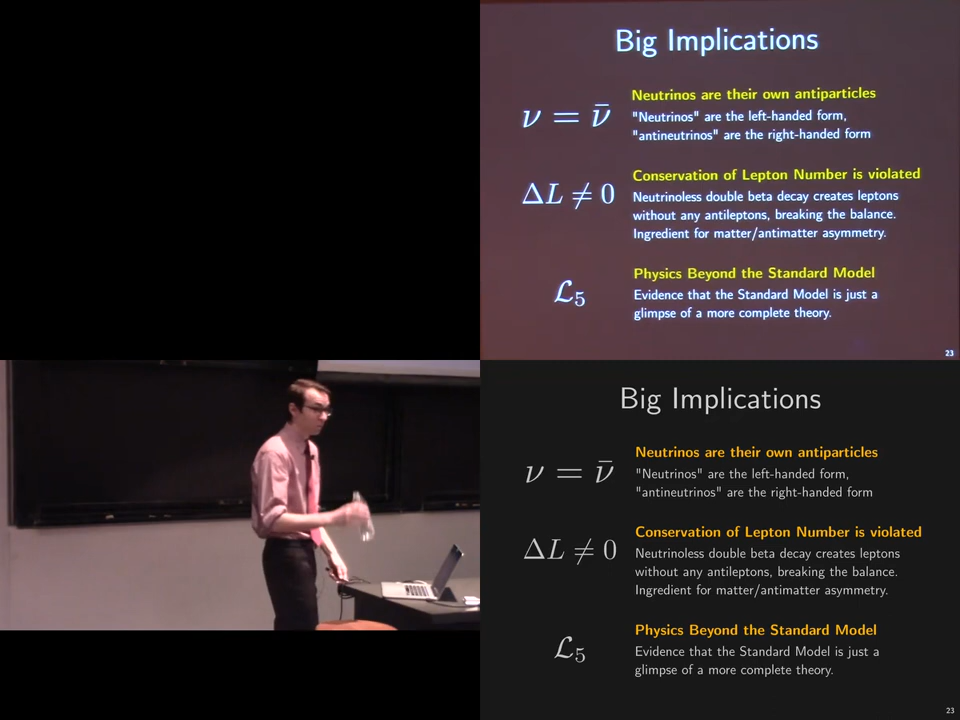 Big Implications
ν = ν̄
Neutrinos are their own antiparticles
"Neutrinos" are the left-handed form,
"antineutrinos" are the right-handed form
ΔL ≠ 0
Conservation of Lepton Number is violated
Neutrinoless double beta decay creates leptons
without any antileptons, breaking the balance.
Ingredient for matter/antimatter asymmetry.
ℒ₅
Physics Beyond the Standard Model
Evidence that the Standard Model is just a
glimpse of a more complete theory.
23
Big Implications
ν = ν̄
Neutrinos are their own antiparticles
"Neutrinos" are the left-handed form,
"antineutrinos" are the right-handed form
ΔL ≠ 0
Conservation of Lepton Number is violated
Neutrinoless double beta decay creates leptons
without any antileptons, breaking the balance.
Ingredient for matter/antimatter asymmetry.
ℒ₅
Physics Beyond the Standard Model
Evidence that the Standard Model is just a
glimpse of a more complete theory.
23